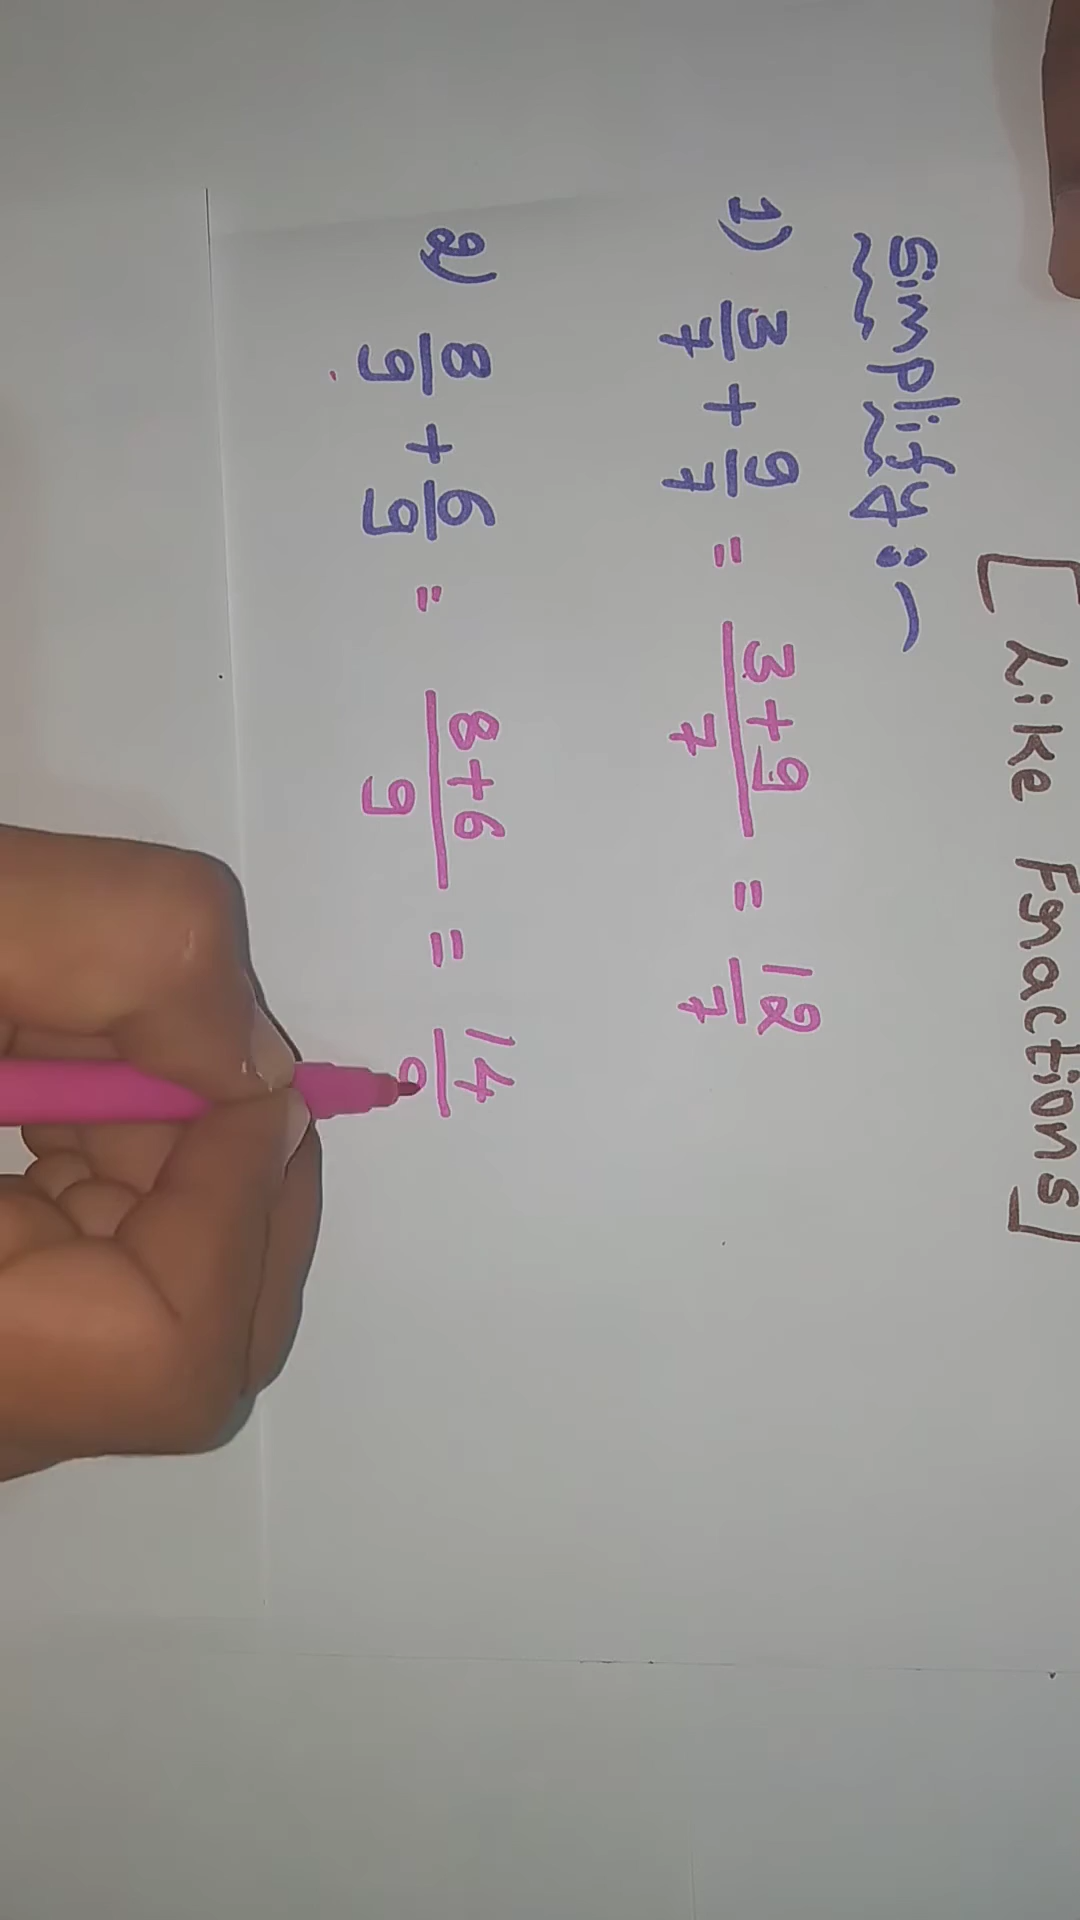 [Like Fractions]
Simplify:-
1) 3/7 + 9/7 = 3+9/7 = 12/7
2) 8/9 + 6/9 = 8+6/9 = 14/9